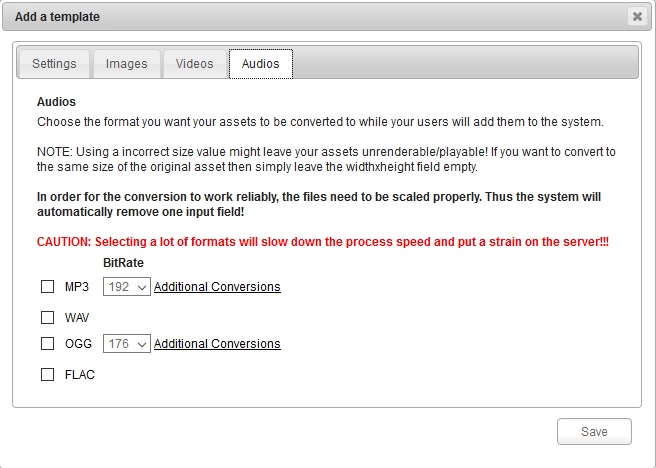 Add a template
Settings Images Videos Audios
Audios
Choose the format you want your assets to be converted to while your users will add them to the system.
NOTE: Using a incorrect size value might leave your assets unrenderable/playable! If you want to convert to
the same size of the original asset then simply leave the widthxheight field empty.
In order for the conversion to work reliably, the files need to be scaled properly. Thus the system will
automatically remove one input field!
CAUTION: Selecting a lot of formats will slow down the process speed and put a strain on the server!!!
BitRate
MP3 192 Additional Conversions
WAV
OGG 176 Additional Conversions
FLAC
Save